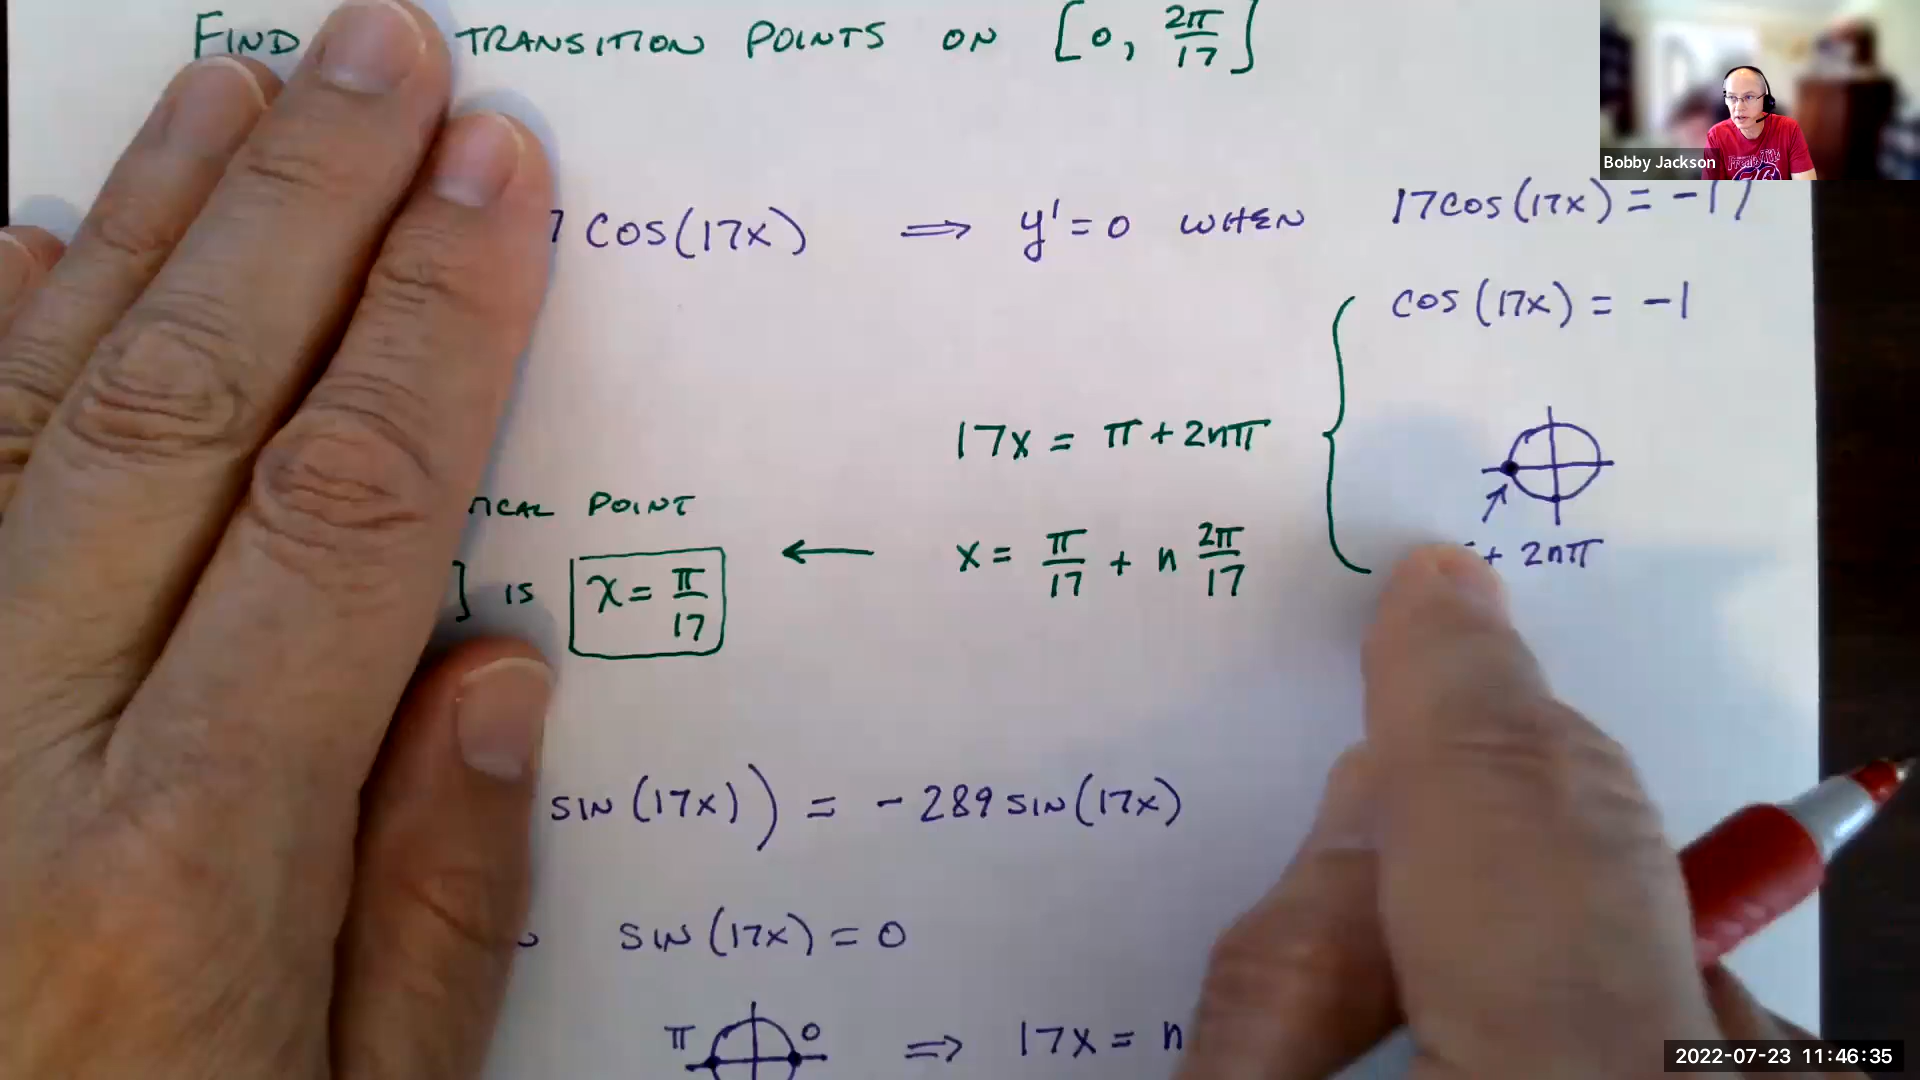 FIND TRANSITION POINTS ON [0, 2π/17]
Bobby Jackson
7 COS(17x) ⟹ y' = 0 WHEN 17cos(17x) = -17
cos(17x) = -1
17x = π + 2nπ
+ 2nπ
ICAL POINT
] IS x = π/17 ← x = π/17 + n 2π/17
SIN(17x)) = -289 SIN(17x)
SIN(17x) = 0
π 0 ⟹ 17x = n
2022-07-23 11:46:35